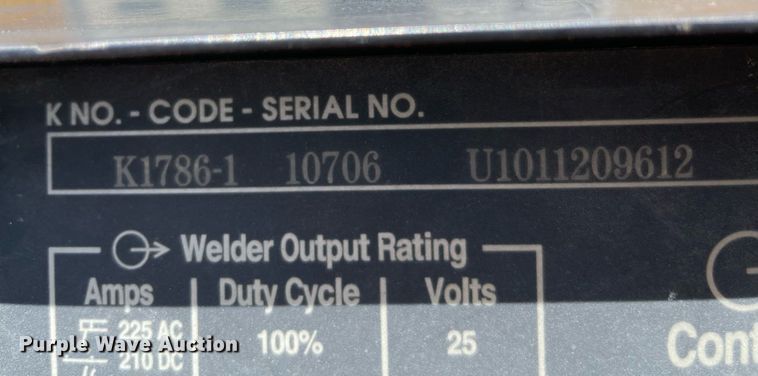 K NO. - CODE - SERIAL NO.
K1786-1 10706 U1011209612
Welder Output Rating
Amps Duty Cycle Volts
225 AC 100% 25
210 DC
Purple Wave Auction